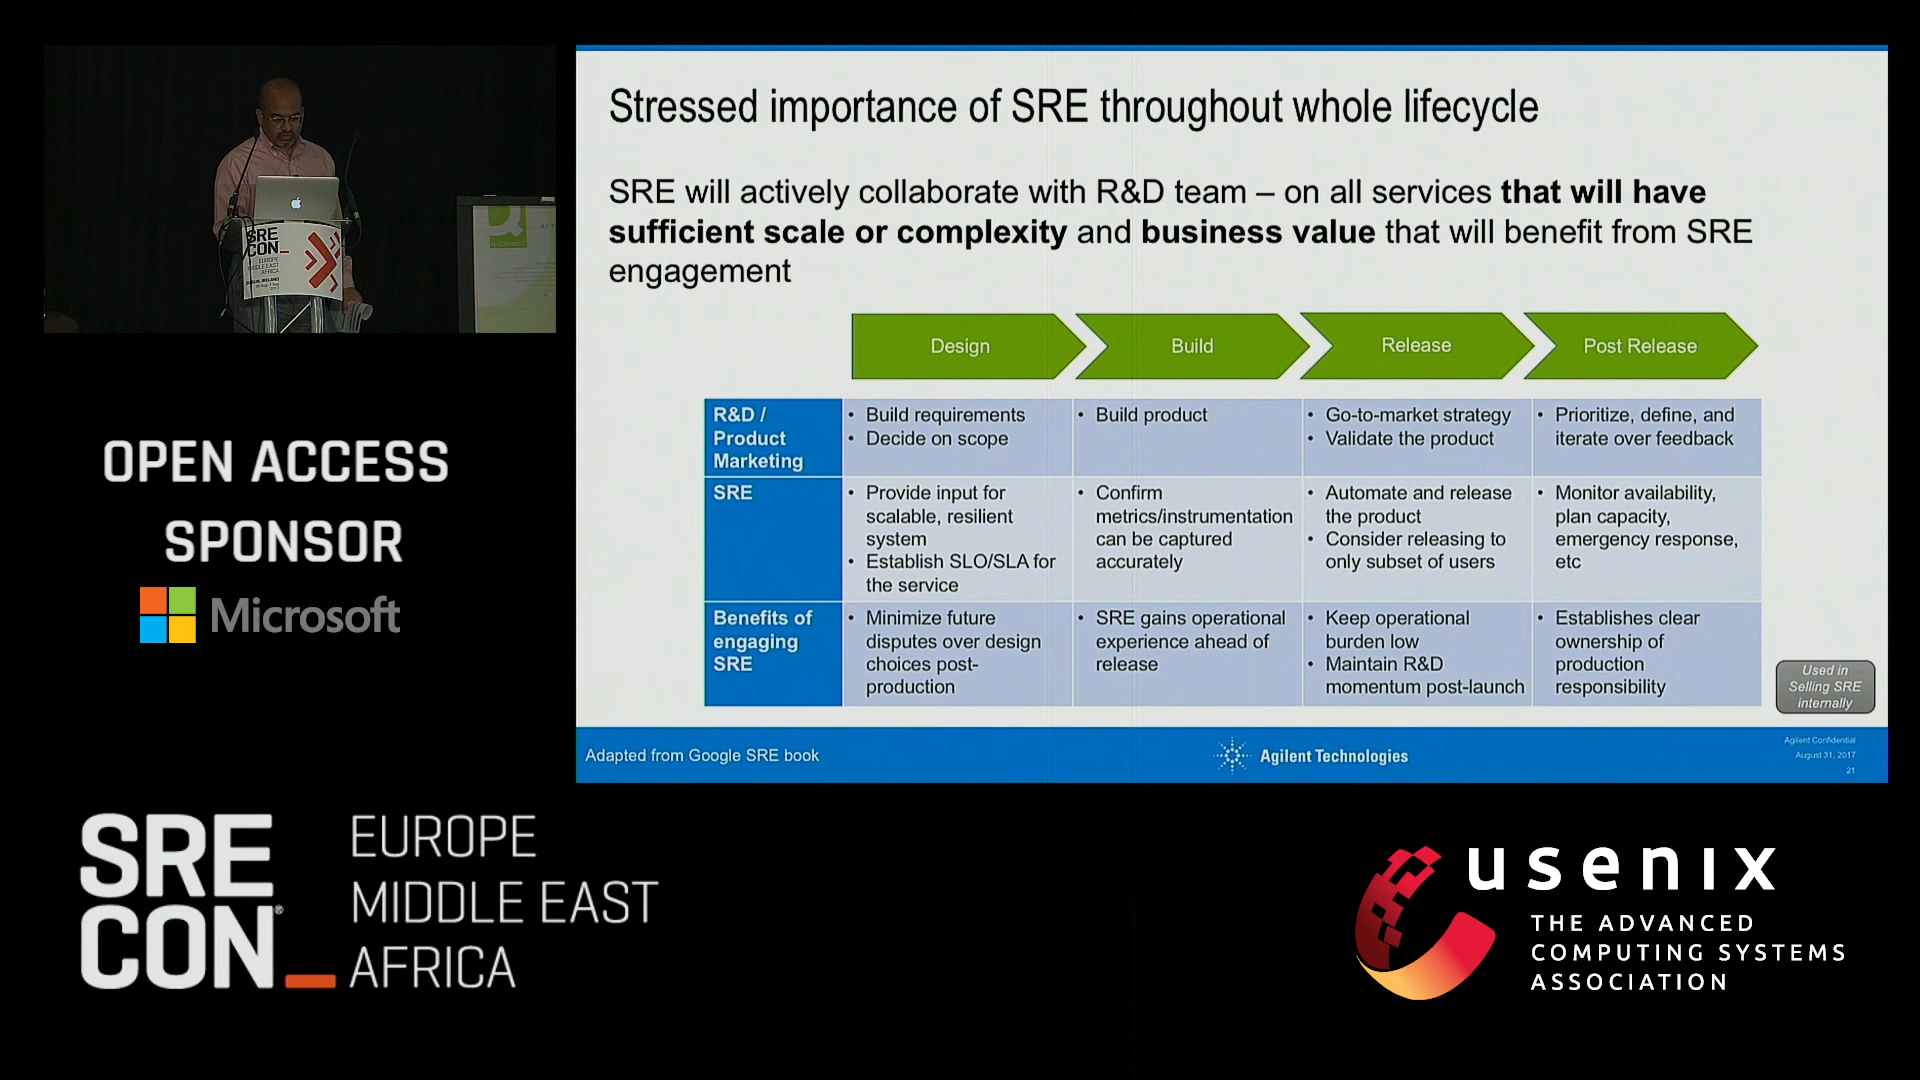 Stressed importance of SRE throughout whole lifecycle
SRE will actively collaborate with R&D team – on all services that will have
sufficient scale or complexity and business value that will benefit from SRE
engagement
Design
Build
Release
Post Release
R&D /
Product
Marketing
• Build requirements
• Decide on scope
• Build product
• Go-to-market strategy
• Validate the product
• Prioritize, define, and
iterate over feedback
SRE
• Provide input for
scalable, resilient
system
• Establish SLO/SLA for
the service
• Confirm
metrics/instrumentation
can be captured
accurately
• Automate and release
the product
• Consider releasing to
only subset of users
• Monitor availability,
plan capacity,
emergency response,
etc
Benefits of
engaging
SRE
• Minimize future
disputes over design
choices post-
production
• SRE gains operational
experience ahead of
release
• Keep operational
burden low
• Maintain R&D
momentum post-launch
• Establishes clear
ownership of
production
responsibility
Used in
Selling SRE
internally
Adapted from Google SRE book
Agilent Technologies
Agilent Confidential
August 31, 2017
21
SRE
CON_
EUROPE
MIDDLE EAST
AFRICA
OPEN ACCESS
SPONSOR
Microsoft
SRE
CON_
EUROPE
MIDDLE EAST
AFRICA
usenix
THE ADVANCED
COMPUTING SYSTEMS
ASSOCIATION